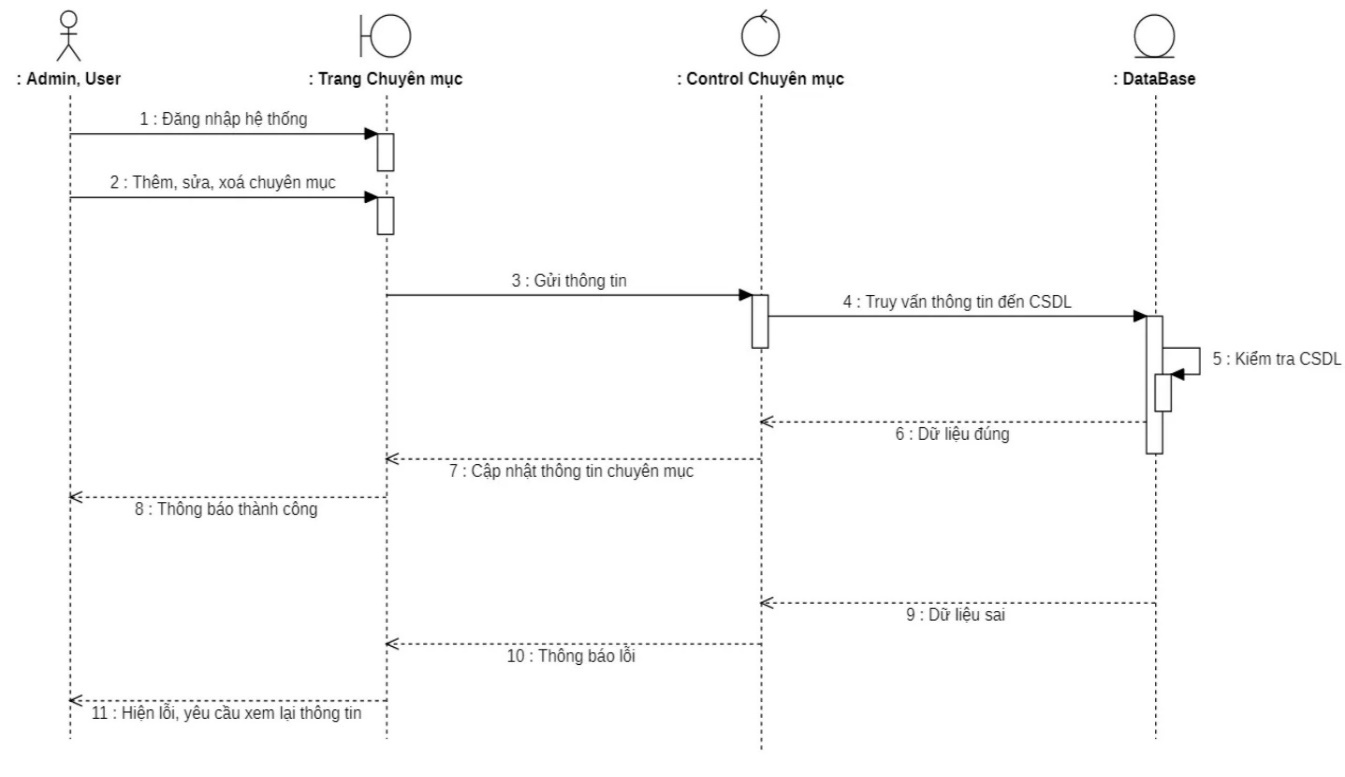 : Admin, User
: Trang Chuyên mục
: Control Chuyên mục
: DataBase
1 : Đăng nhập hệ thống
2 : Thêm, sửa, xoá chuyên mục
3 : Gửi thông tin
4 : Truy vấn thông tin đến CSDL
5 : Kiểm tra CSDL
6 : Dữ liệu đúng
7 : Cập nhật thông tin chuyên mục
8 : Thông báo thành công
9 : Dữ liệu sai
10 : Thông báo lỗi
11 : Hiện lỗi, yêu cầu xem lại thông tin